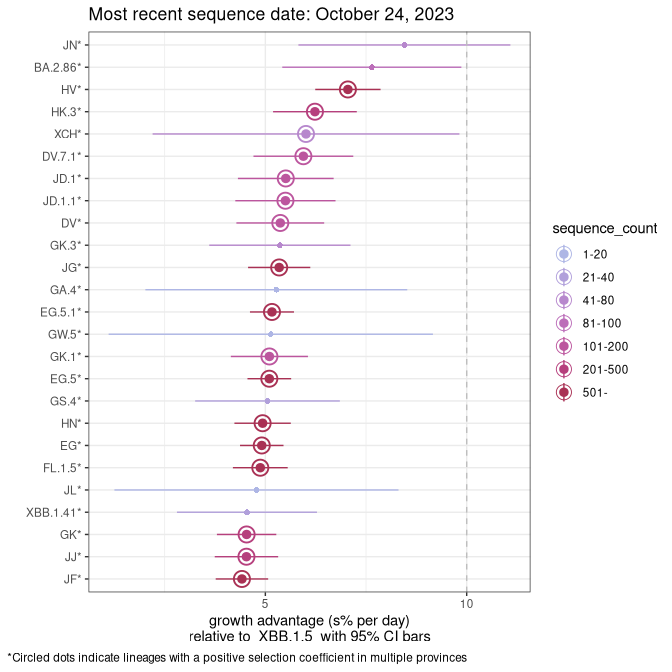 Most recent sequence date: October 24, 2023
JN*
BA.2.86*
HV*
HK.3*
XCH*
DV.7.1*
JD.1*
JD.1.1*
DV*
GK.3*
JG*
GA.4*
EG.5.1*
GW.5*
GK.1*
EG.5*
GS.4*
HN*
EG*
FL.1.5*
JL*
XBB.1.41*
GK*
JJ*
JF*
5 10
growth advantage (s% per day)
relative to XBB.1.5 with 95% CI bars
sequence_count
1-20
21-40
41-80
81-100
101-200
201-500
501-
*Circled dots indicate lineages with a positive selection coefficient in multiple provinces